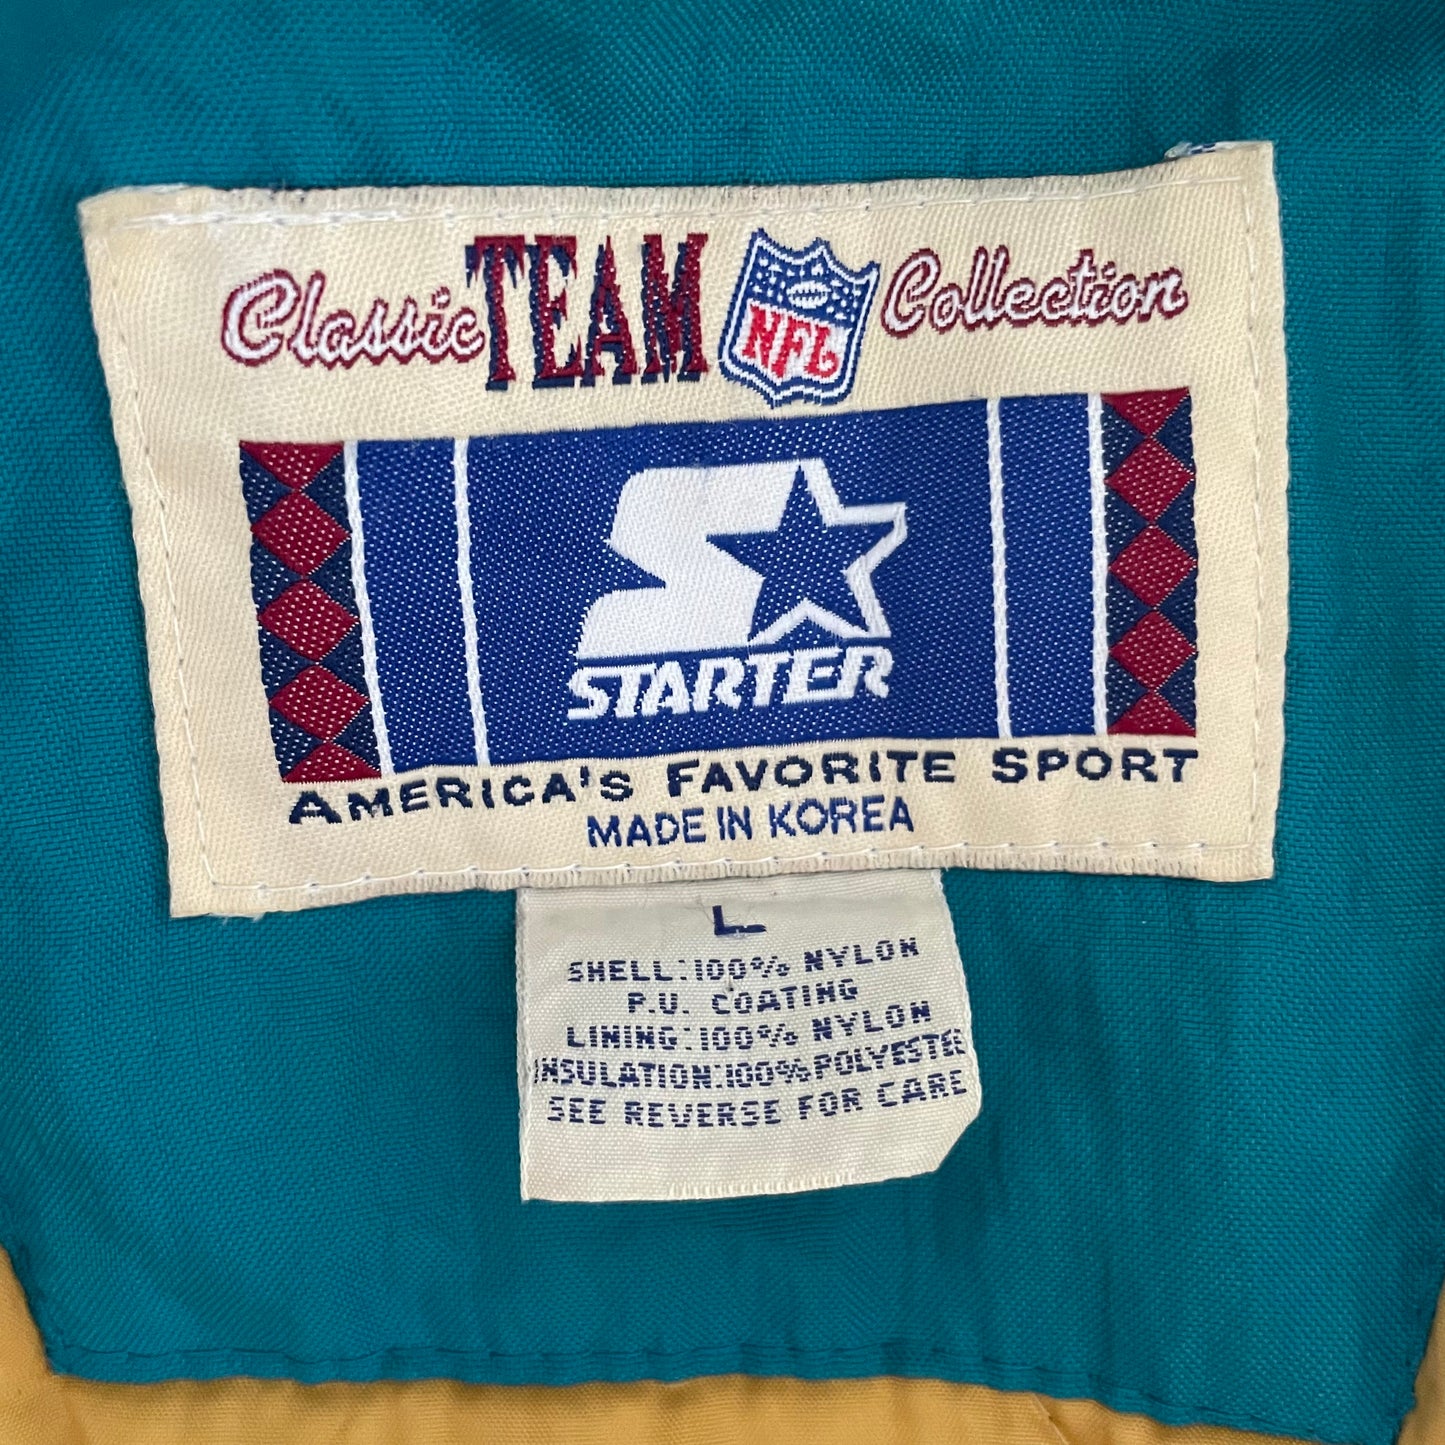 Classic TEAM NFL Collection
STARTER
AMERICA'S FAVORITE SPORT
MADE IN KOREA
L
SHELL:100% NYLON
P.U. COATING
LINING:100% NYLON
INSULATION:100%POLYESTER
SEE REVERSE FOR CARE